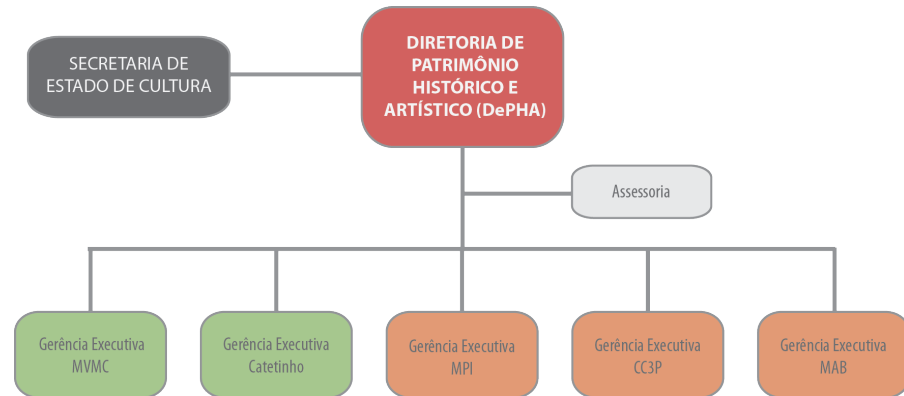 SECRETARIA DE
ESTADO DE CULTURA
DIRETORIA DE
PATRIMÔNIO
HISTÓRICO E
ARTÍSTICO (DePHA)
Assessoria
Gerência Executiva
MVMC
Gerência Executiva
Catetinho
Gerência Executiva
MPI
Gerência Executiva
CC3P
Gerência Executiva
MAB